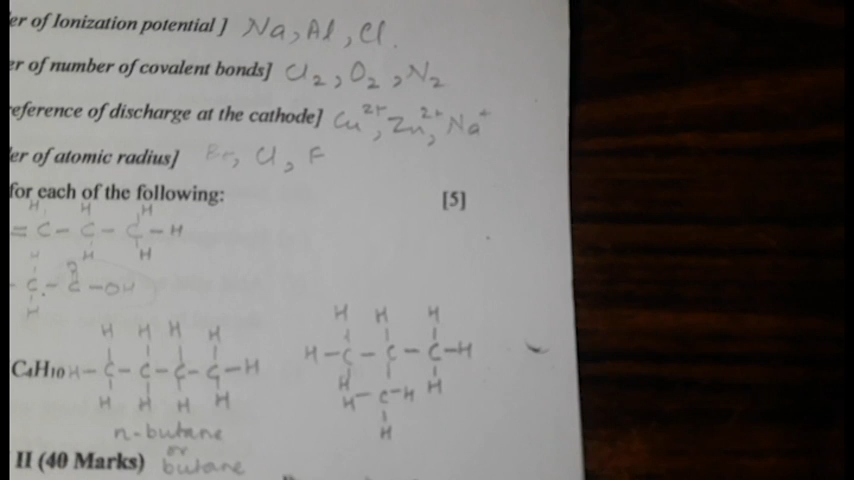 er of Ionization potential ] Na, Al, Cl.
er of number of covalent bonds] Cl2, O2, N2
eference of discharge at the cathode] Cu2+, Zn2+, Na+
er of atomic radius] Br, Cl, F
for each of the following: [5]
H H H
= C - C - C - H
H H
H O
- C - C - OH
H
H H H H
C4H10 H - C - C - C - C - H
H H H H
n-butane
or
butane
H H H
H - C - C - C - H
H H
H - C - H
H
II (40 Marks)